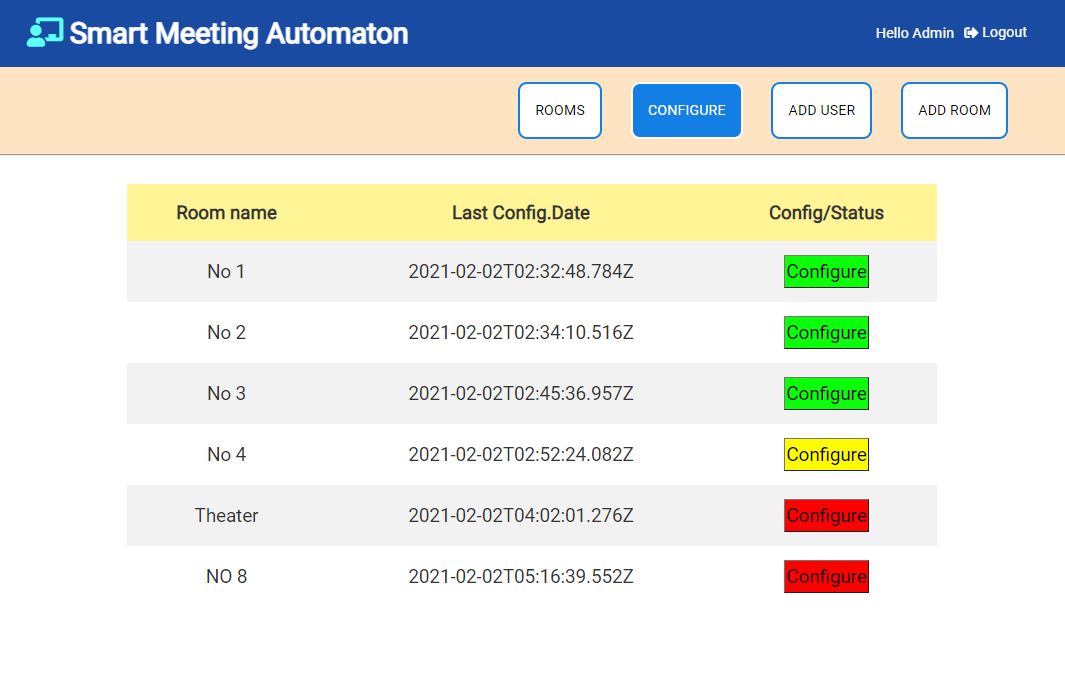 Smart Meeting Automaton
Hello Admin Logout
ROOMS CONFIGURE ADD USER ADD ROOM
Room name Last Config.Date Config/Status
No 1 2021-02-02T02:32:48.784Z Configure
No 2 2021-02-02T02:34:10.516Z Configure
No 3 2021-02-02T02:45:36.957Z Configure
No 4 2021-02-02T02:52:24.082Z Configure
Theater 2021-02-02T04:02:01.276Z Configure
NO 8 2021-02-02T05:16:39.552Z Configure